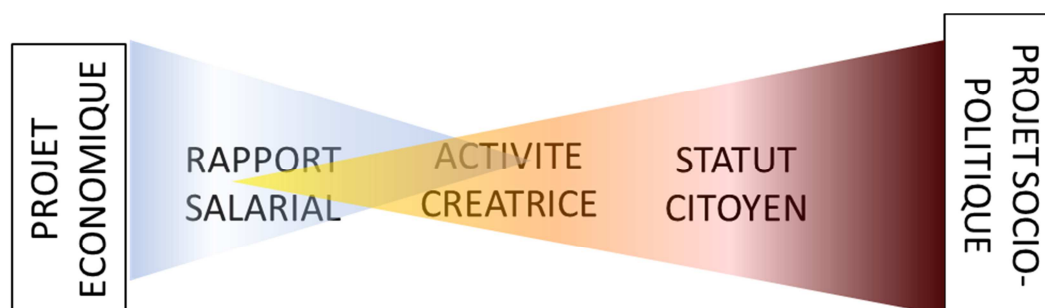 PROJET
ECONOMIQUE
RAPPORT
SALARIAL
ACTIVITE
CREATRICE
STATUT
CITOYEN
PROJET SOCIO-
POLITIQUE